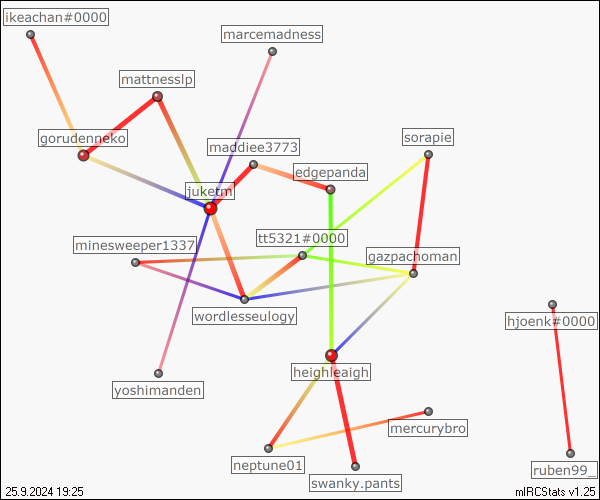 ikeachan#0000
marcemadness
mattnesslp
gorudenneko
sorapie
maddiee3773
edgepanda
juketm
tt5321#0000
minesweeper1337
gazpachoman
wordlesseulogy
hjoenk#0000
heighleaigh
yoshimanden
mercurybro
neptune01
ruben99_
swanky.pants
25.9.2024 19:25
mIRCStats v1.25